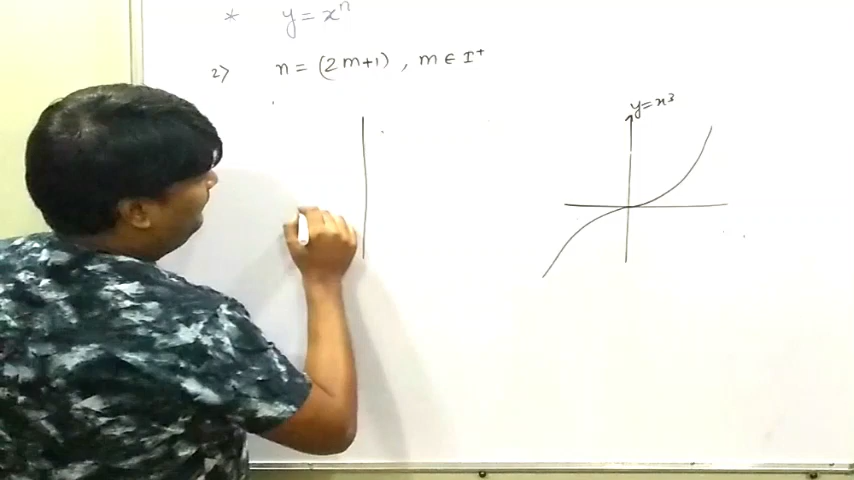 * y = xⁿ
2) n = (2m+1) , m ∈ I⁺
y = x³